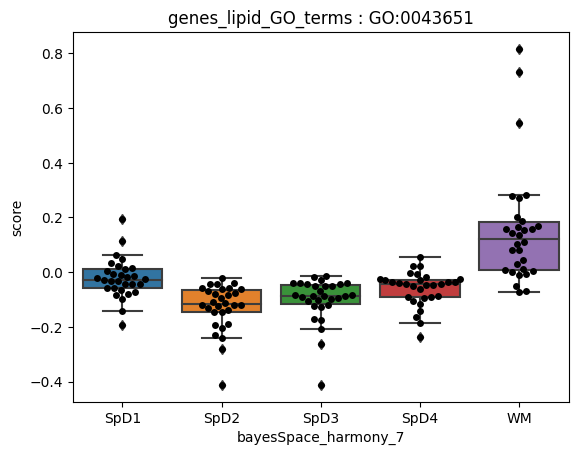 genes_lipid_GO_terms : GO:0043651
score
0.8
0.6
0.4
0.2
0.0
−0.2
−0.4
SpD1 SpD2 SpD3 SpD4 WM
bayesSpace_harmony_7